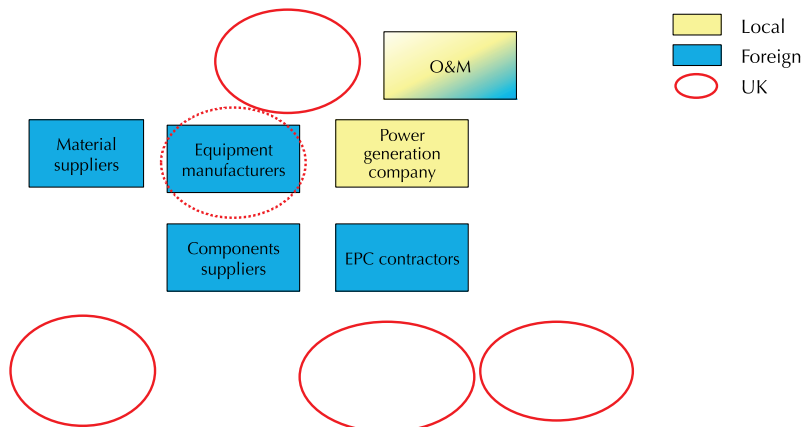 Local
Foreign
UK
O&M
Material
suppliers
Equipment
manufacturers
Power
generation
company
Components
suppliers
EPC contractors